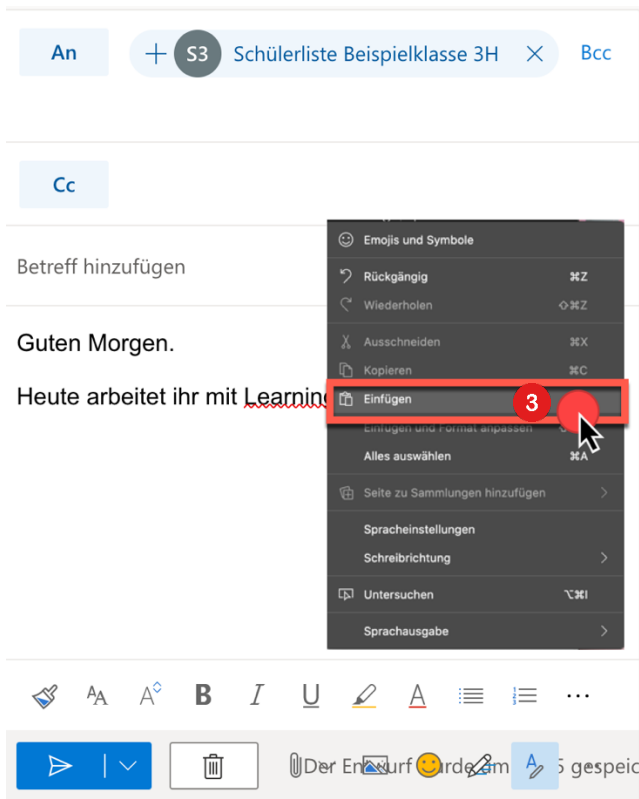 An
S3 Schülerliste Beispielklasse 3H
Bcc
Cc
Betreff hinzufügen
Guten Morgen.
Heute arbeitet ihr mit
Emojis und Symbole
Rückgängig ⌘Z
Wiederholen ⇧⌘Z
Ausschneiden ⌘X
Kopieren ⌘C
Einfügen 3
Einfügen und Format anpassen
Alles auswählen ⌘A
Seite zu Sammlungen hinzufügen
Spracheinstellungen
Schreibrichtung
Untersuchen ⌥⌘I
Sprachausgabe
B I U A
Der